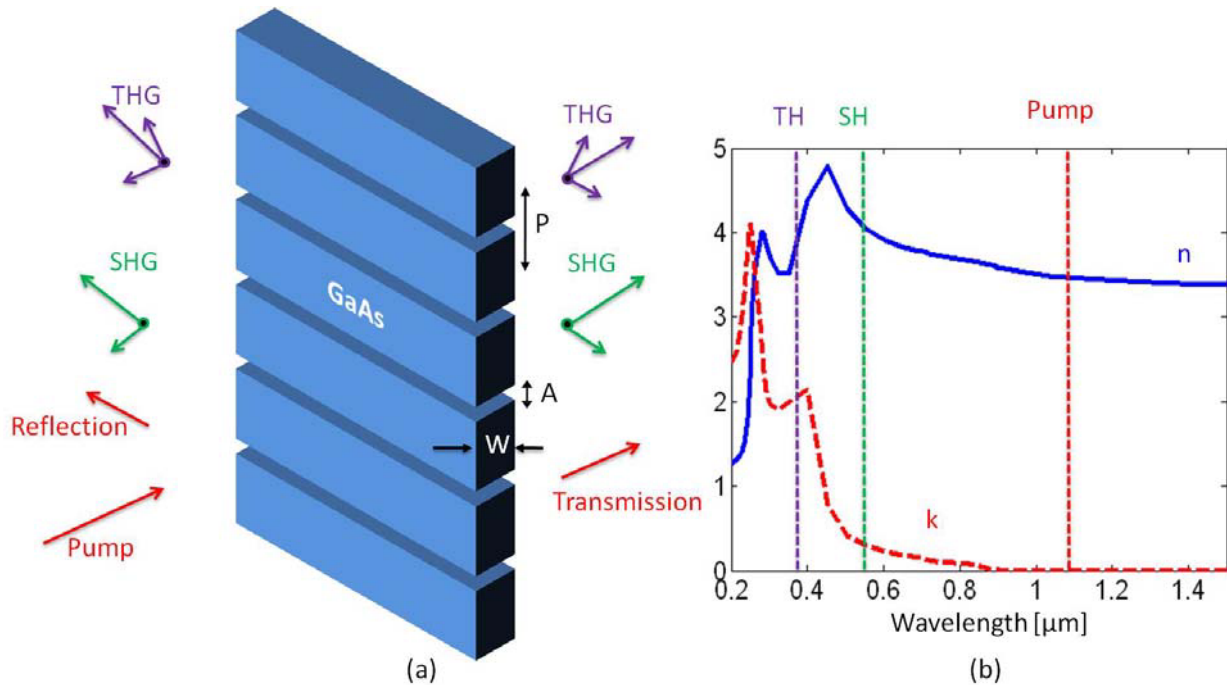 THG
THG
SHG
SHG
P
GaAs
A
W
Reflection
Pump
Transmission
(a)
TH
SH
Pump
5
4
3
2
1
0
n
k
0.2
0.4
0.6
0.8
1
1.2
1.4
Wavelength [μm]
(b)